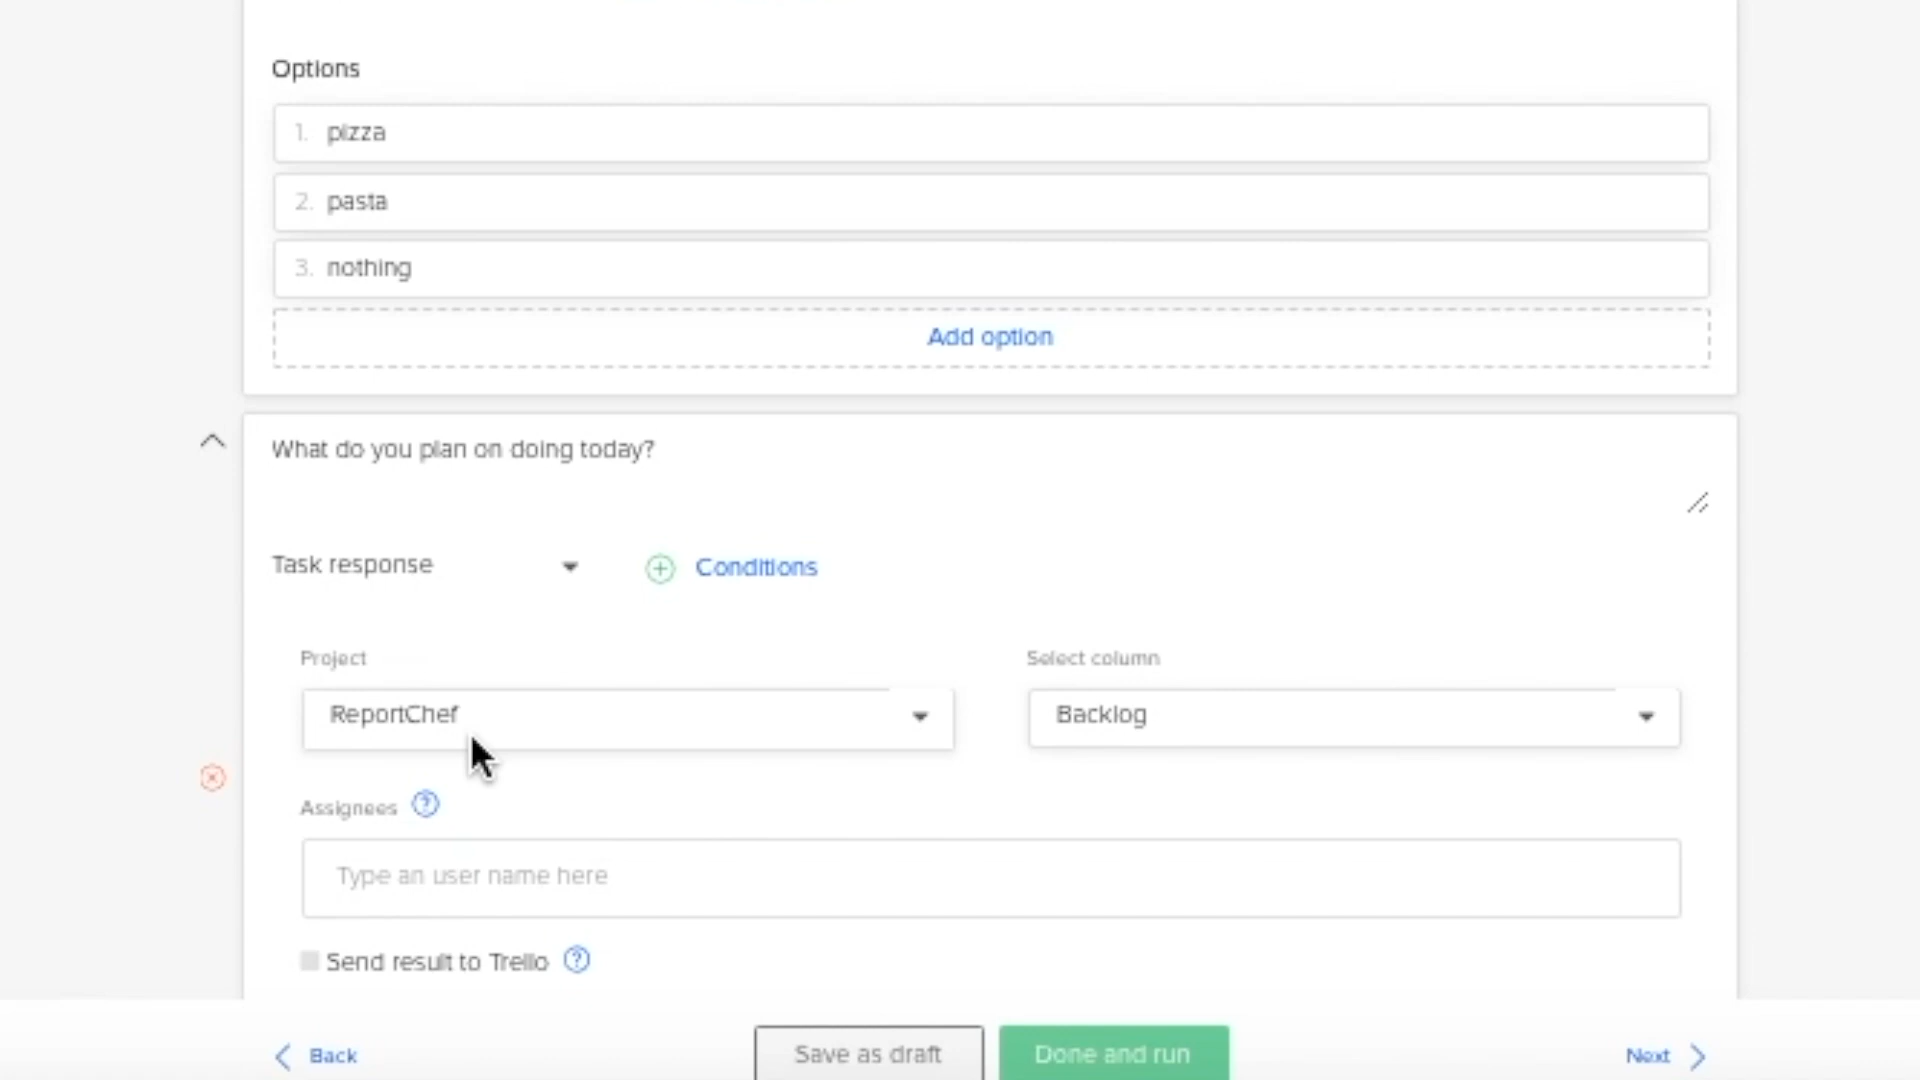 Options
1. pizza
2. pasta
3. nothing
Add option
What do you plan on doing today?
Task response
Conditions
Project
Select column
ReportChef
Backlog
Assignees
Type an user name here
Send result to Trello
Back
Save as draft
Done and run
Next